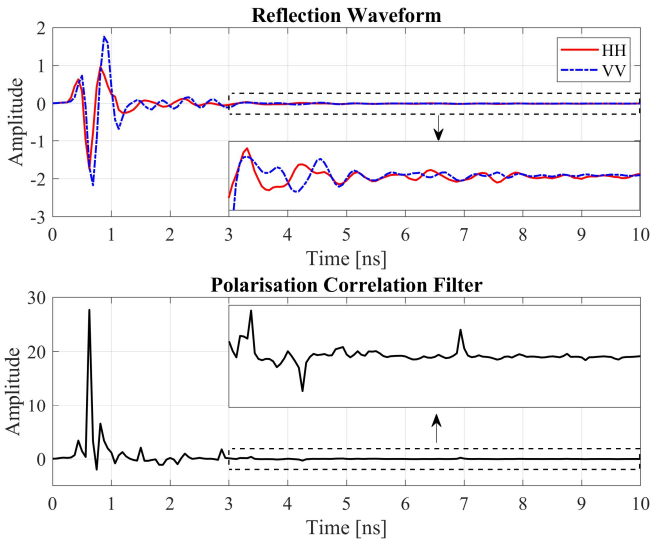 Reflection Waveform
2
1
0
-1
-2
-3
Amplitude
HH
VV
0 1 2 3 4 5 6 7 8 9 10
Time [ns]
Polarisation Correlation Filter
30
20
10
0
Amplitude
0 1 2 3 4 5 6 7 8 9 10
Time [ns]